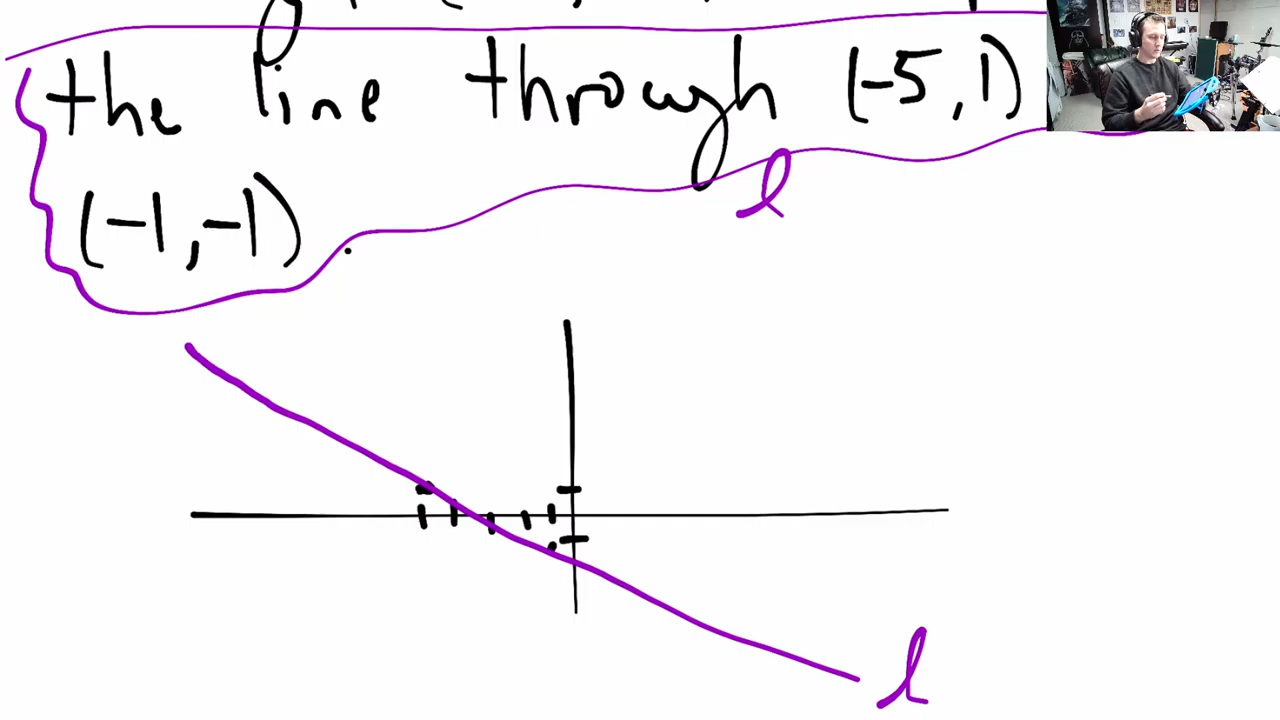 the line through (-5,1)
(-1,-1).
l
l